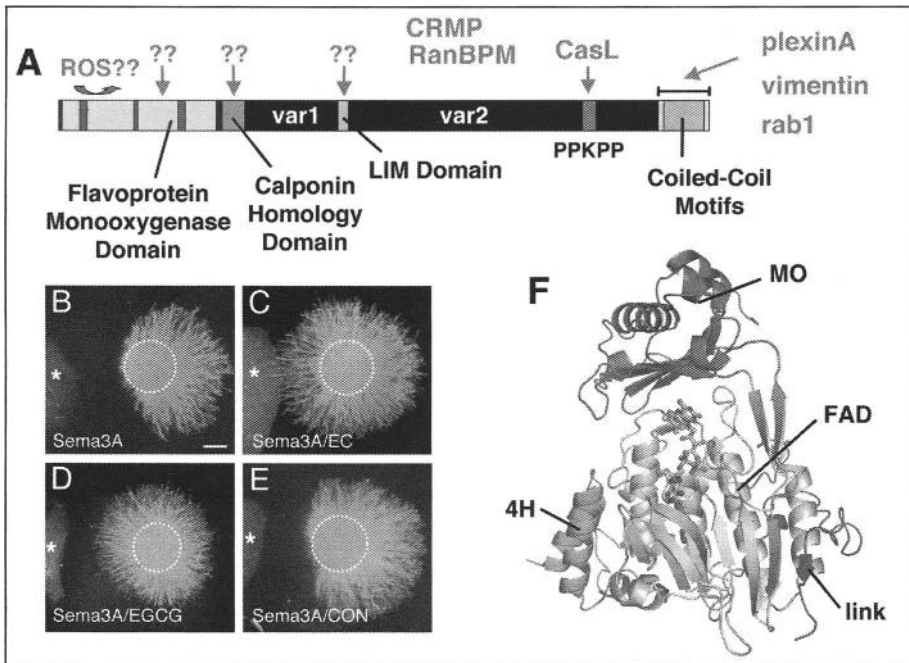 A
ROS??
??
??
??
CRMP
RanBPM
CasL
plexinA
vimentin
rab1
var1
var2
PPKPP
Flavoprotein
Monooxygenase
Domain
Calponin
Homology
Domain
LIM Domain
Coiled-Coil
Motifs
B
*
Sema3A
C
*
Sema3A/EC
D
*
Sema3A/EGCG
E
*
Sema3A/CON
F
MO
FAD
4H
link